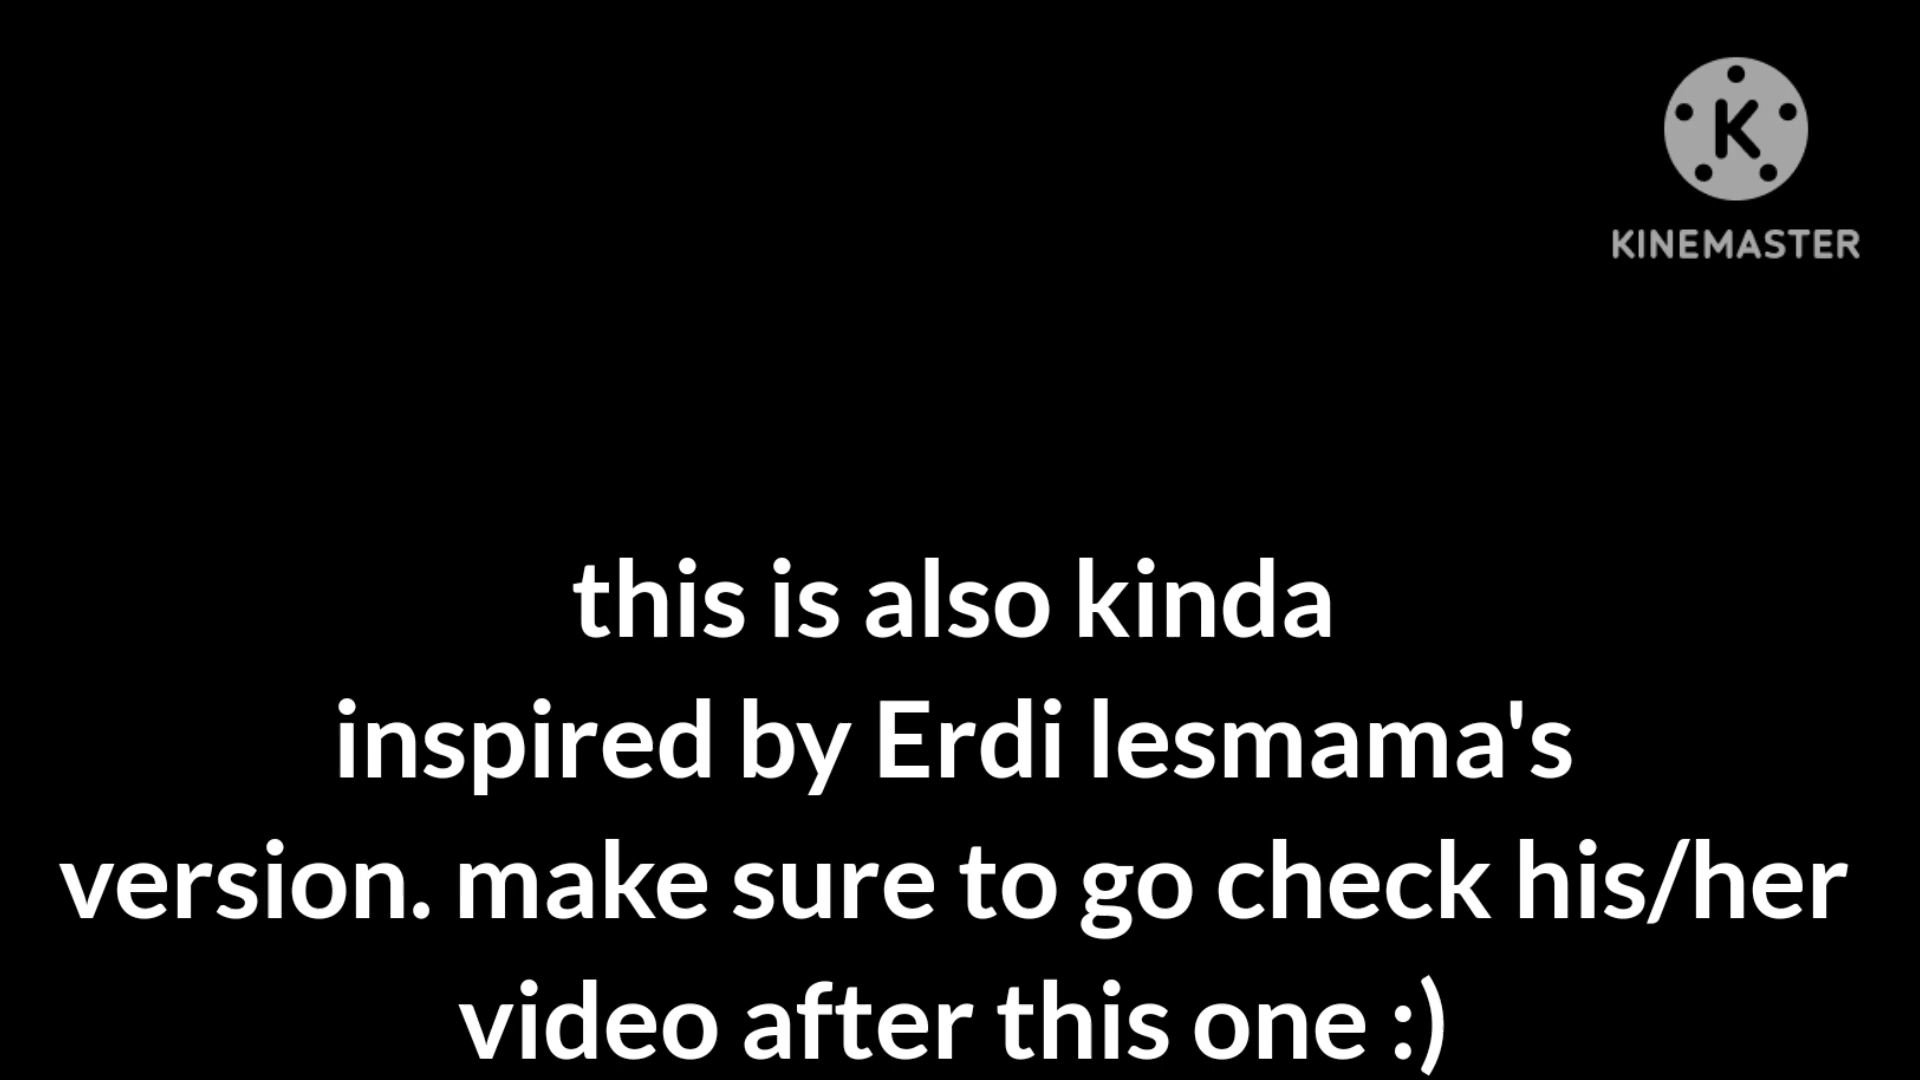 K
KINEMASTER
this is also kinda
inspired by Erdi lesmama's
version. make sure to go check his/her
video after this one :)